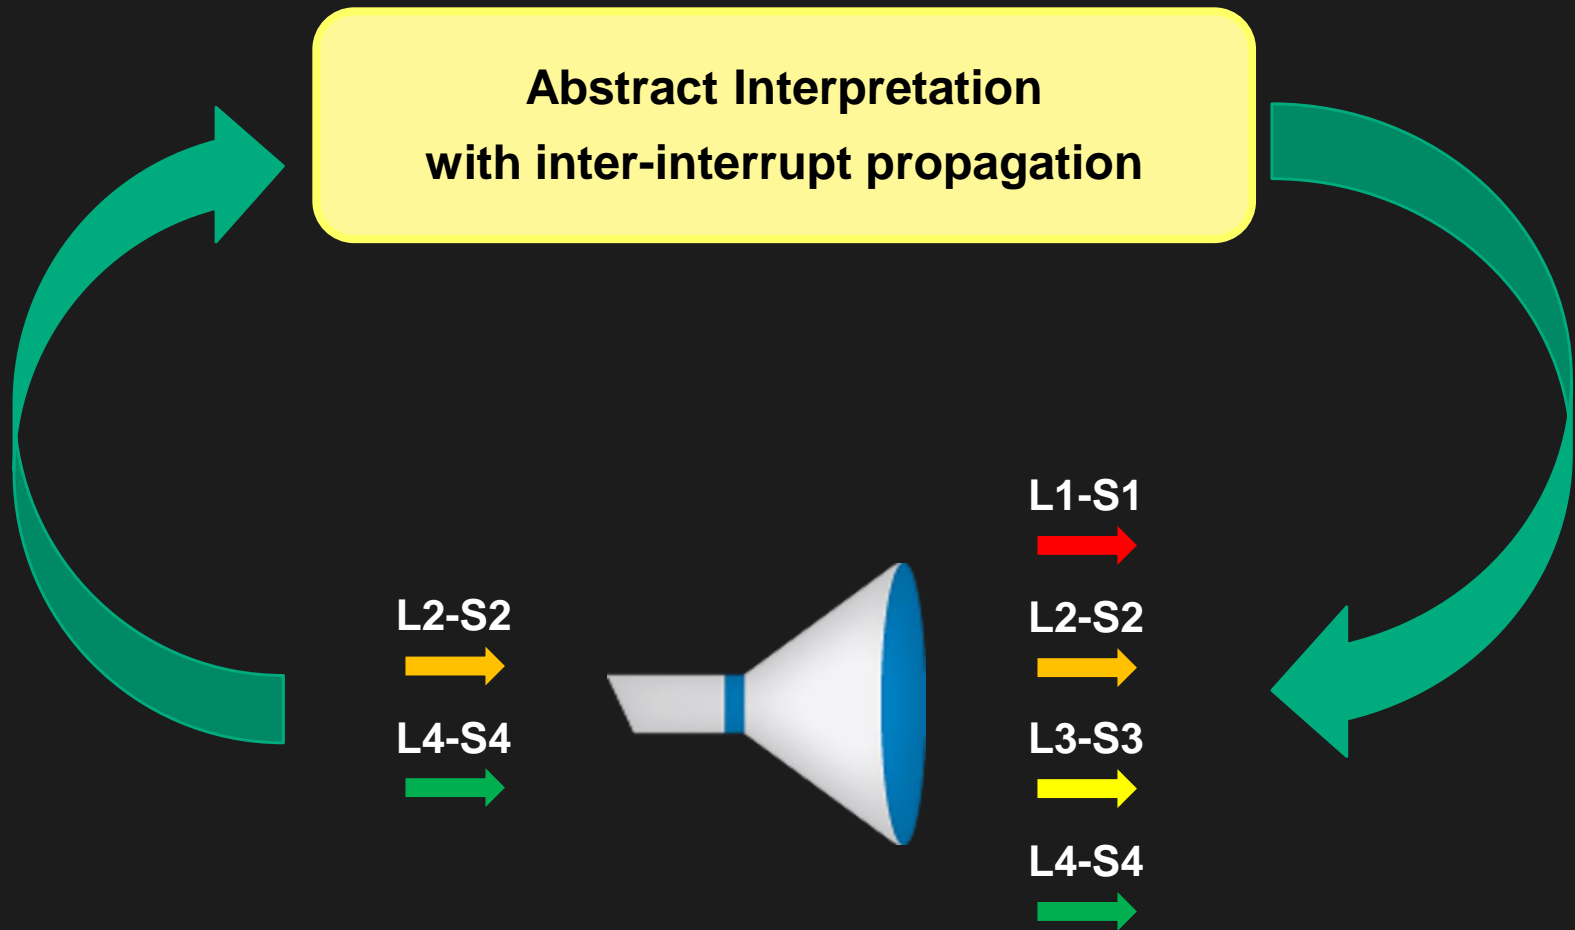 Abstract Interpretation
with inter-interrupt propagation
L2-S2
L4-S4
L1-S1
L2-S2
L3-S3
L4-S4